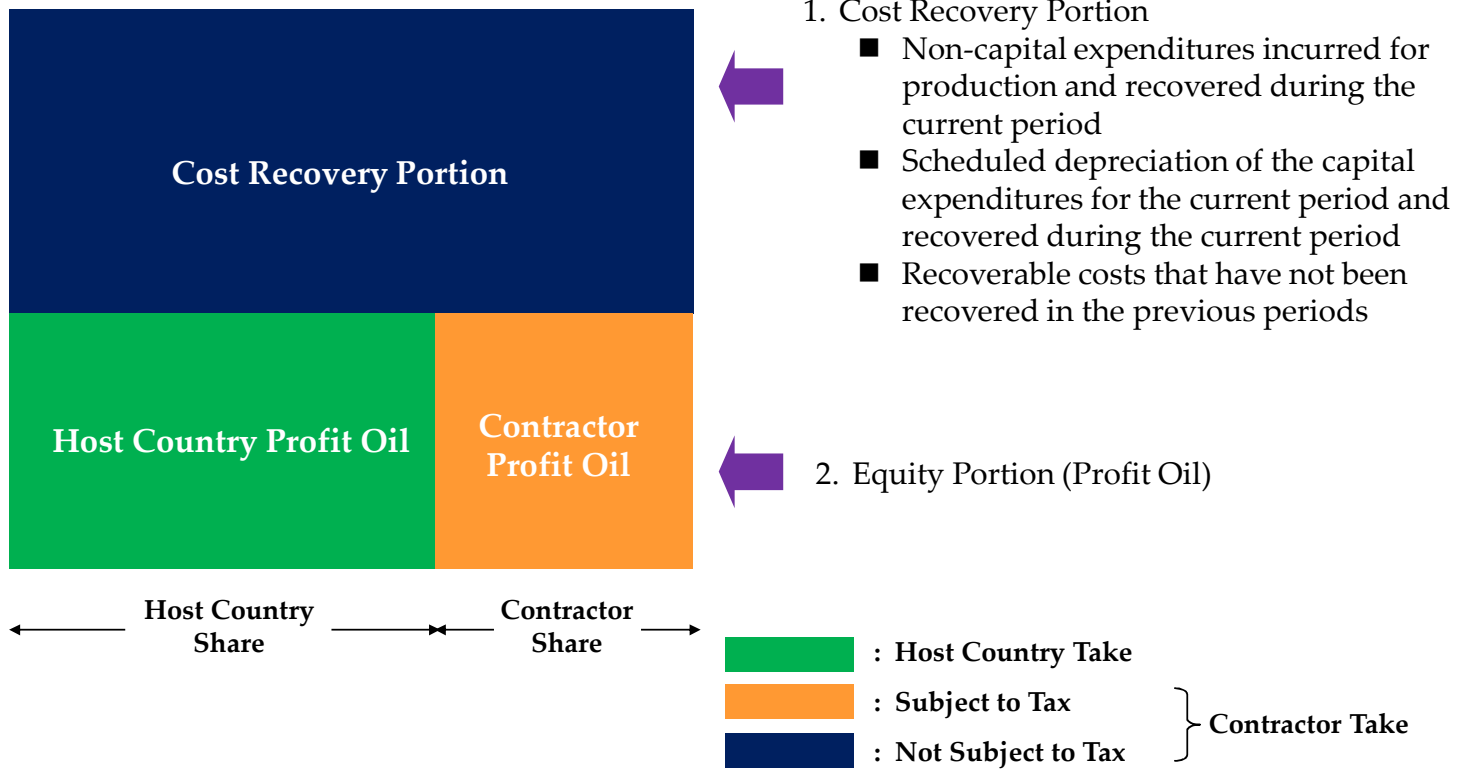 1. Cost Recovery Portion
■ Non-capital expenditures incurred for
production and recovered during the
current period
■ Scheduled depreciation of the capital
expenditures for the current period and
recovered during the current period
■ Recoverable costs that have not been
recovered in the previous periods
Cost Recovery Portion
Host Country Profit Oil
Contractor
Profit Oil
2. Equity Portion (Profit Oil)
Host Country
Share
Contractor
Share
: Host Country Take
: Subject to Tax
: Not Subject to Tax
Contractor Take